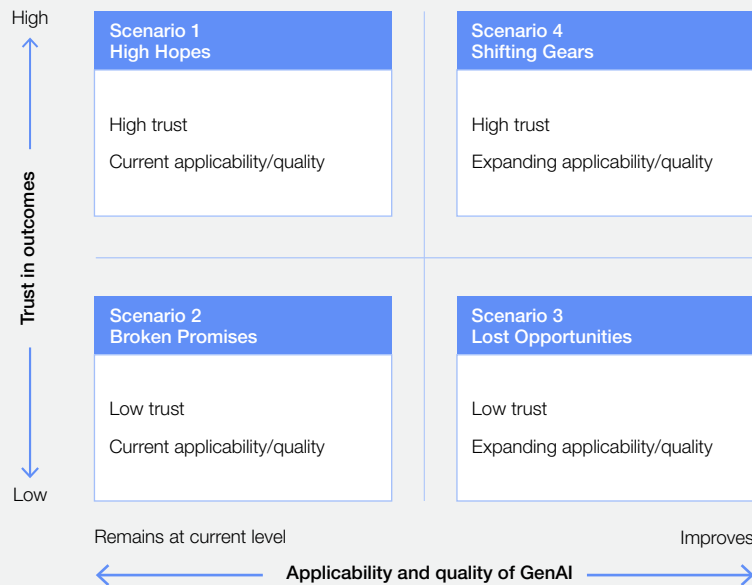 High
Scenario 1
High Hopes
High trust
Current applicability/quality
Scenario 4
Shifting Gears
High trust
Expanding applicability/quality
Trust in outcomes
Scenario 2
Broken Promises
Low trust
Current applicability/quality
Scenario 3
Lost Opportunities
Low trust
Expanding applicability/quality
Low
Remains at current level
Improves
Applicability and quality of GenAI